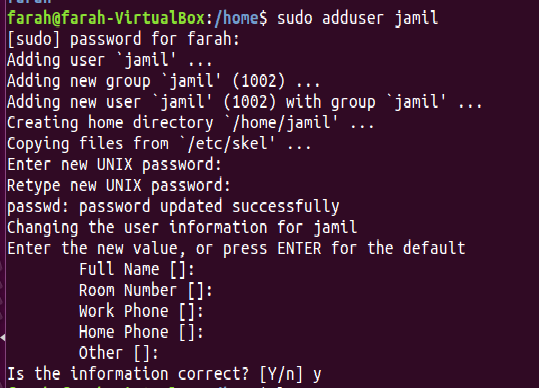 farah@farah-VirtualBox:/home$ sudo adduser jamil
[sudo] password for farah:
Adding user `jamil' ...
Adding new group `jamil' (1002) ...
Adding new user `jamil' (1002) with group `jamil' ...
Creating home directory `/home/jamil' ...
Copying files from `/etc/skel' ...
Enter new UNIX password:
Retype new UNIX password:
passwd: password updated successfully
Changing the user information for jamil
Enter the new value, or press ENTER for the default
        Full Name []:
        Room Number []:
        Work Phone []:
        Home Phone []:
        Other []:
Is the information correct? [Y/n] y